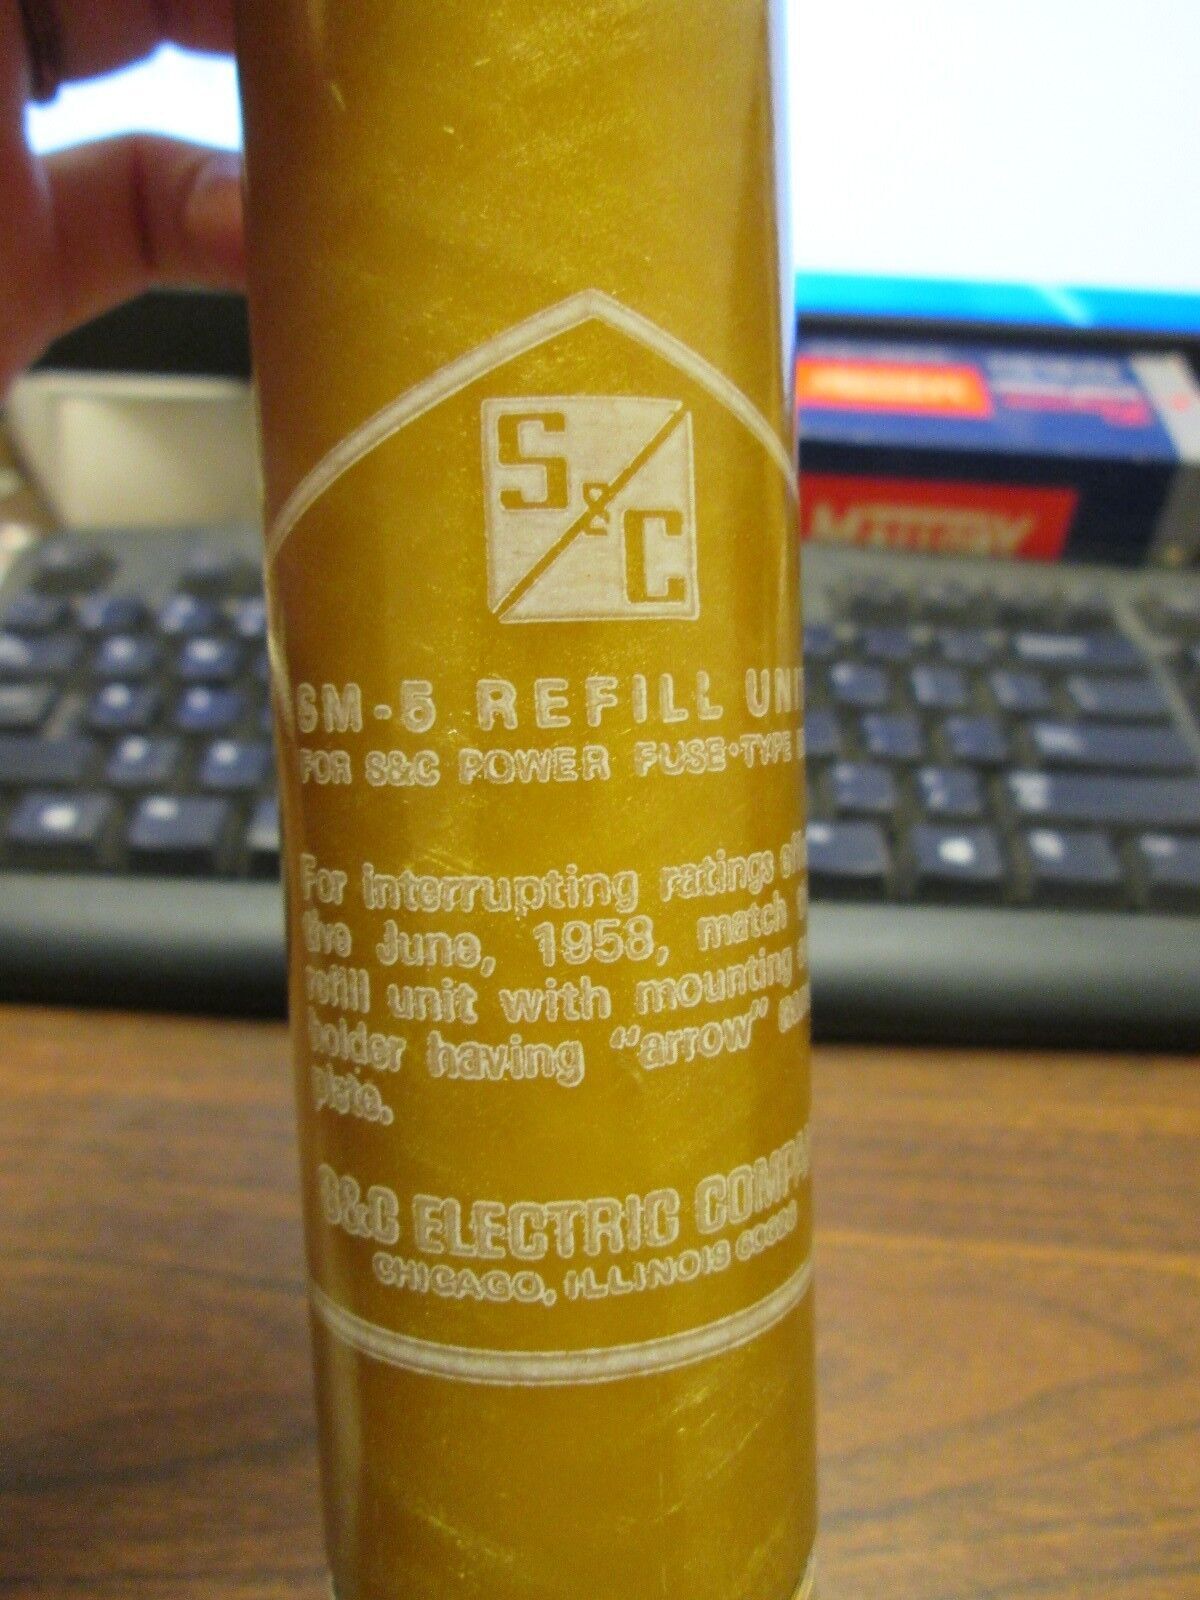 S&C
SM-5 REFILL UNI
FOR S&C POWER FUSE·TYPE
For interrupting ratings
tive June, 1958, match
refill unit with mounting
holder having "arrow"
plate.
S&C ELECTRIC COMPA
CHICAGO, ILLINOIS